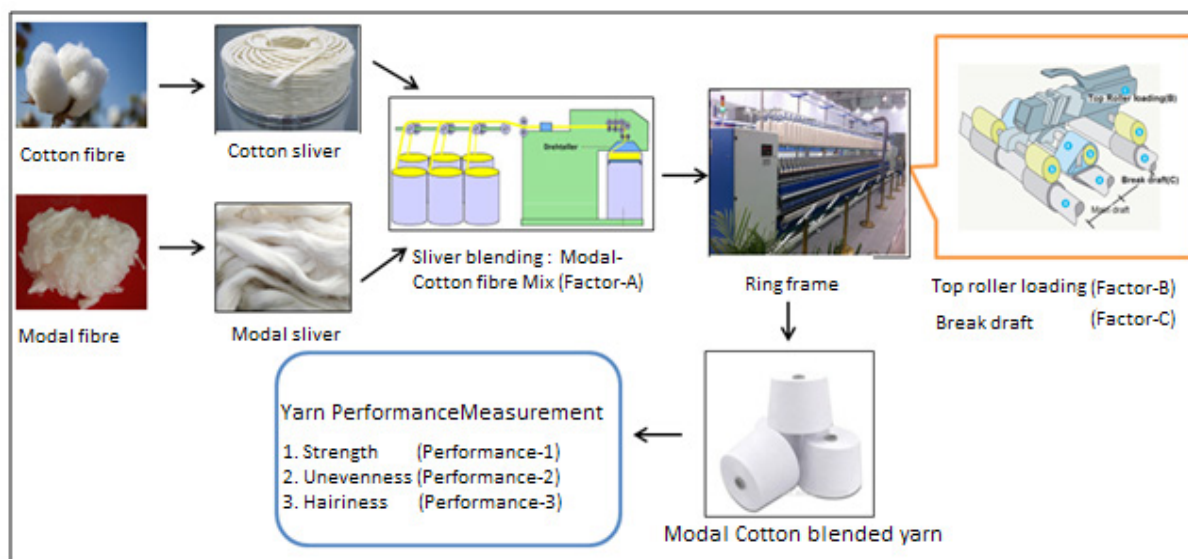 Cotton fibre
Cotton sliver
Modal fibre
Modal sliver
Drehteller
Sliver blending : Modal-
Cotton fibre Mix (Factor-A)
Ring frame
Top Roller loading(B)
Break draft(C)
Main draft
Top roller loading (Factor-B)
Break draft (Factor-C)
Yarn PerformanceMeasurement
1. Strength (Performance-1)
2. Unevenness (Performance-2)
3. Hairiness (Performance-3)
Modal Cotton blended yarn